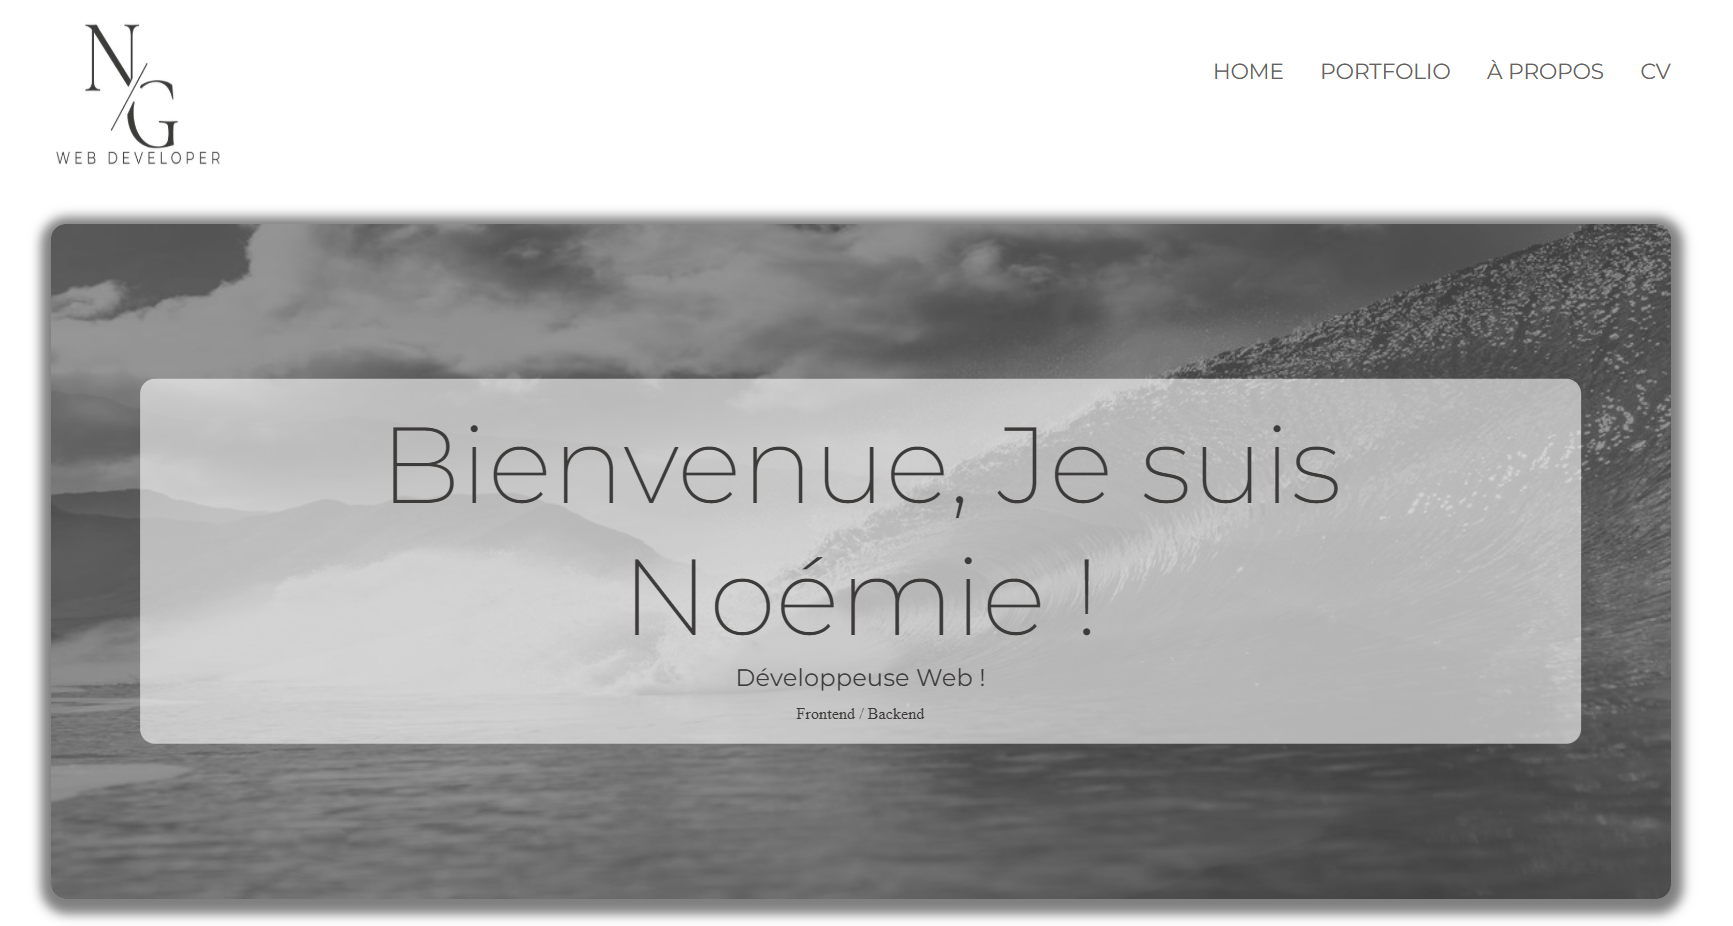 N/G
WEB DEVELOPER
HOME PORTFOLIO À PROPOS CV
Bienvenue, Je suis
Noémie !
Développeuse Web !
Frontend / Backend